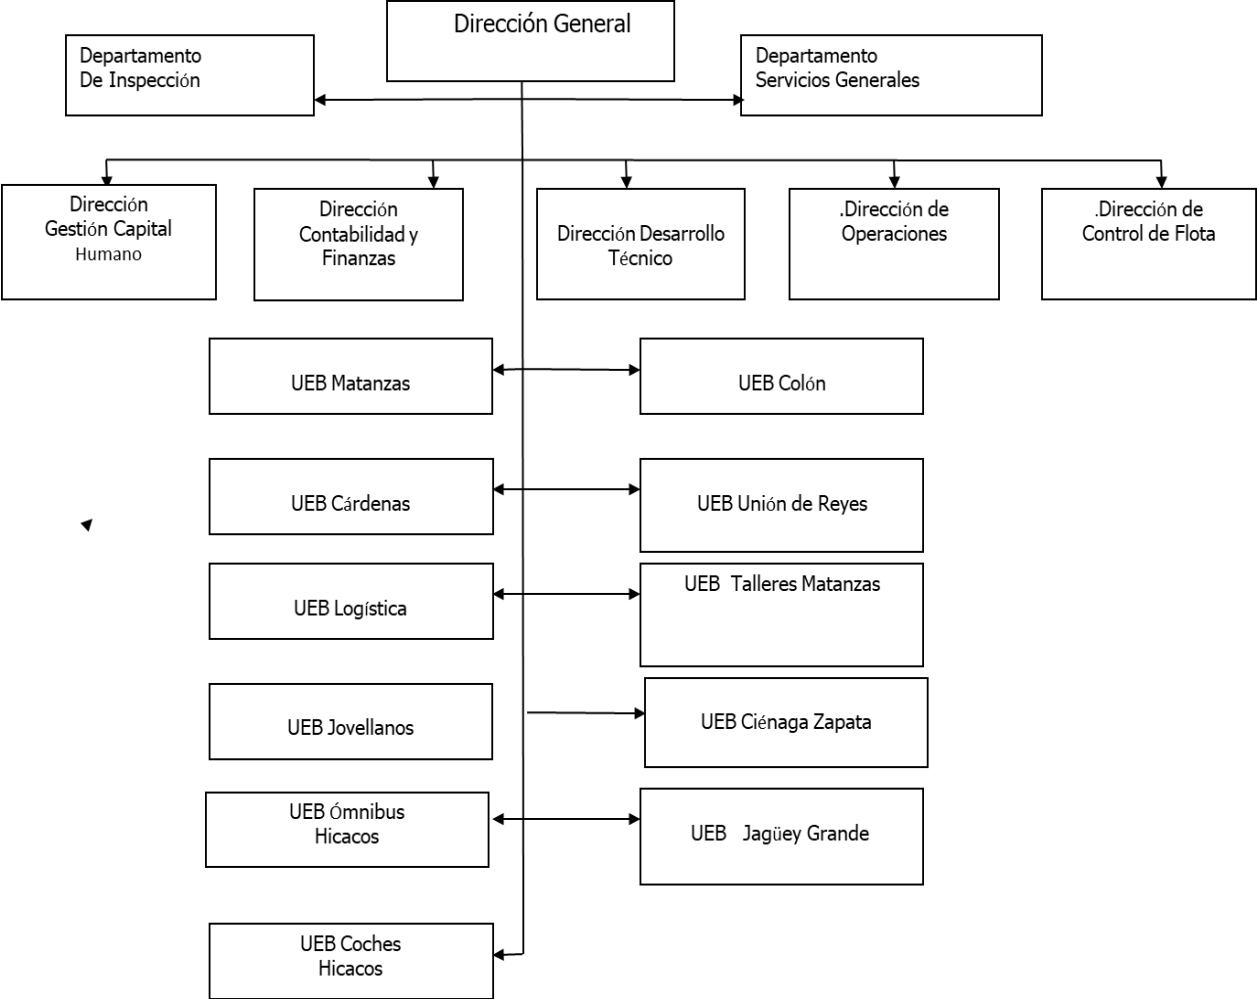 Dirección General
Departamento
De Inspección
Departamento
Servicios Generales
Dirección
Gestión Capital
Humano
Dirección
Contabilidad y
Finanzas
Dirección Desarrollo
Técnico
.Dirección de
Operaciones
.Dirección de
Control de Flota
UEB Matanzas
UEB Colón
UEB Cárdenas
UEB Unión de Reyes
UEB Logística
UEB Talleres Matanzas
UEB Jovellanos
UEB Ciénaga Zapata
UEB Ómnibus
Hicacos
UEB Jagüey Grande
UEB Coches
Hicacos